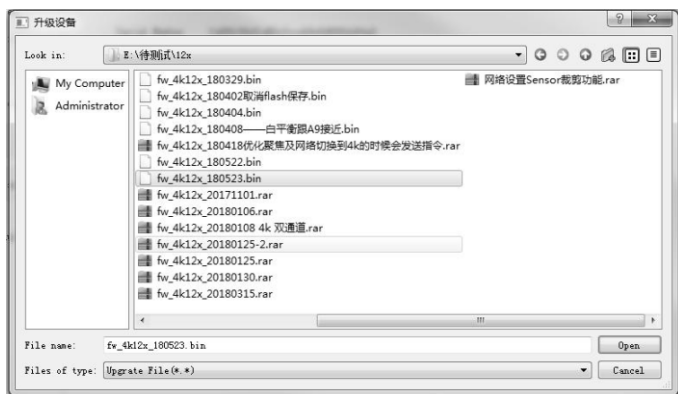 升级设备
Look in: E:\待测试\12x
My Computer
Administrator
fw_4k12x_180329.bin
fw_4k12x_180402取消flash保存.bin
fw_4k12x_180404.bin
fw_4k12x_180408——白平衡跟A9接近.bin
fw_4k12x_180418优化聚焦及网络切换到4k的时候会发送指令.rar
fw_4k12x_180522.bin
fw_4k12x_180523.bin
fw_4k12x_20171101.rar
fw_4k12x_20180106.rar
fw_4k12x_20180108 4k 双通道.rar
fw_4k12x_20180125-2.rar
fw_4k12x_20180125.rar
fw_4k12x_20180130.rar
fw_4k12x_20180315.rar
网络设置Sensor裁剪功能.rar
File name: fw_4k12x_180523.bin Open
Files of type: Upgrate File(*.*) Cancel